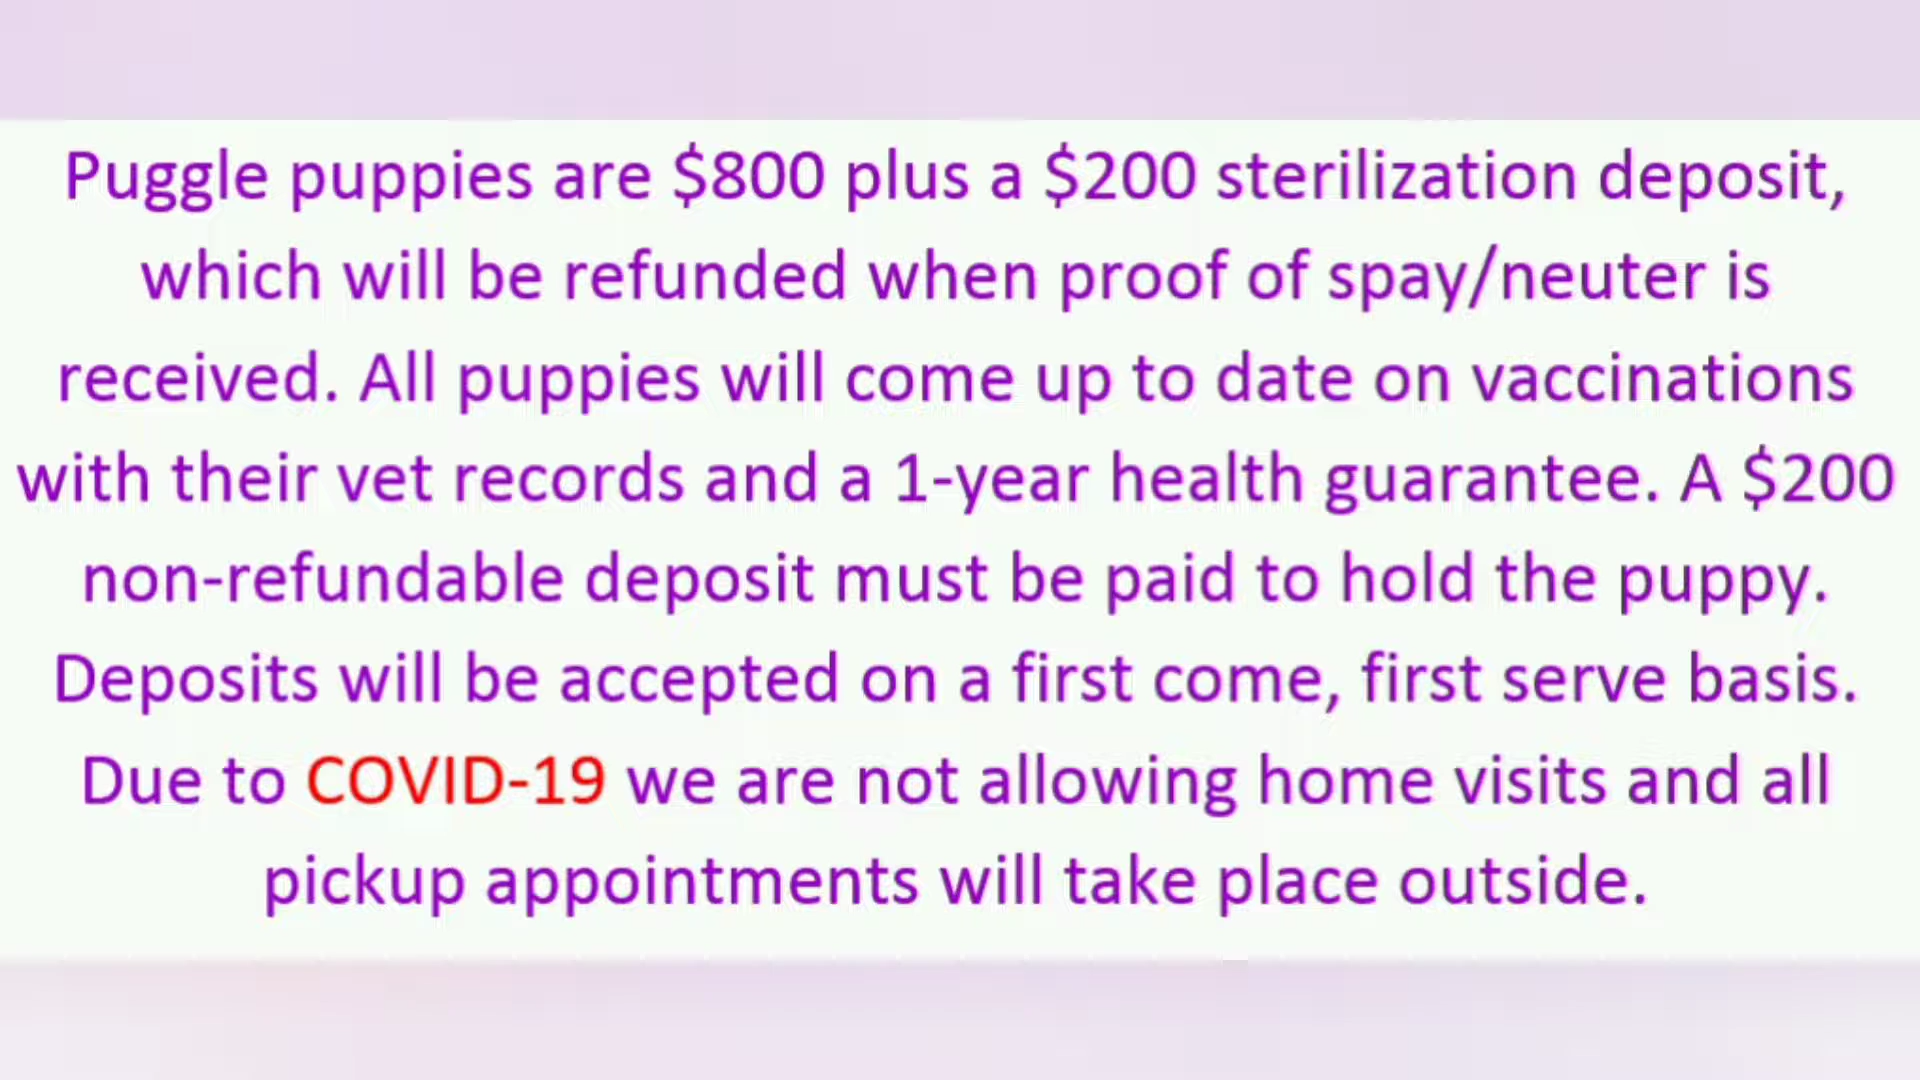 Puggle puppies are $800 plus a $200 sterilization deposit,
which will be refunded when proof of spay/neuter is
received. All puppies will come up to date on vaccinations
with their vet records and a 1-year health guarantee. A $200
non-refundable deposit must be paid to hold the puppy.
Deposits will be accepted on a first come, first serve basis.
Due to COVID-19 we are not allowing home visits and all
pickup appointments will take place outside.